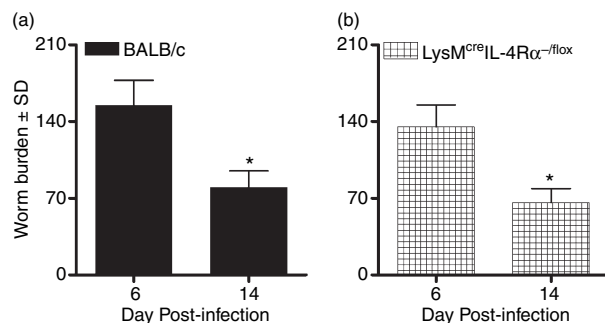 (a)
210
BALB/c
140
Worm burden ± SD
70
*
0
6
14
Day Post-infection
(b)
210
LysMcreIL-4Rα−/flox
140
70
*
0
6
14
Day Post-infection